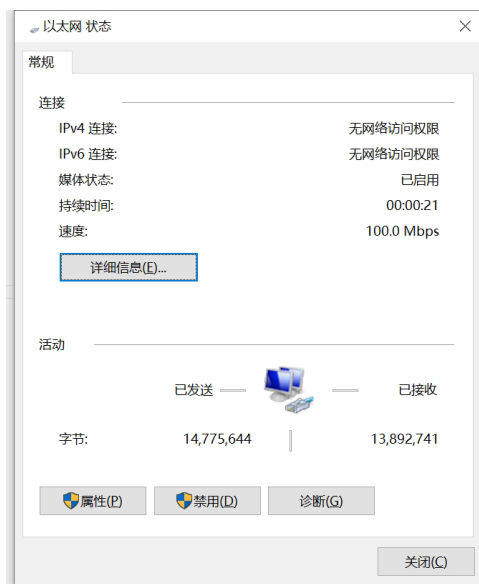 以太网 状态
常规
连接
IPv4 连接: 无网络访问权限
IPv6 连接: 无网络访问权限
媒体状态: 已启用
持续时间: 00:00:21
速度: 100.0 Mbps
详细信息(E)...
活动
已发送 已接收
字节: 14,775,644 13,892,741
属性(P) 禁用(D) 诊断(G)
关闭(C)